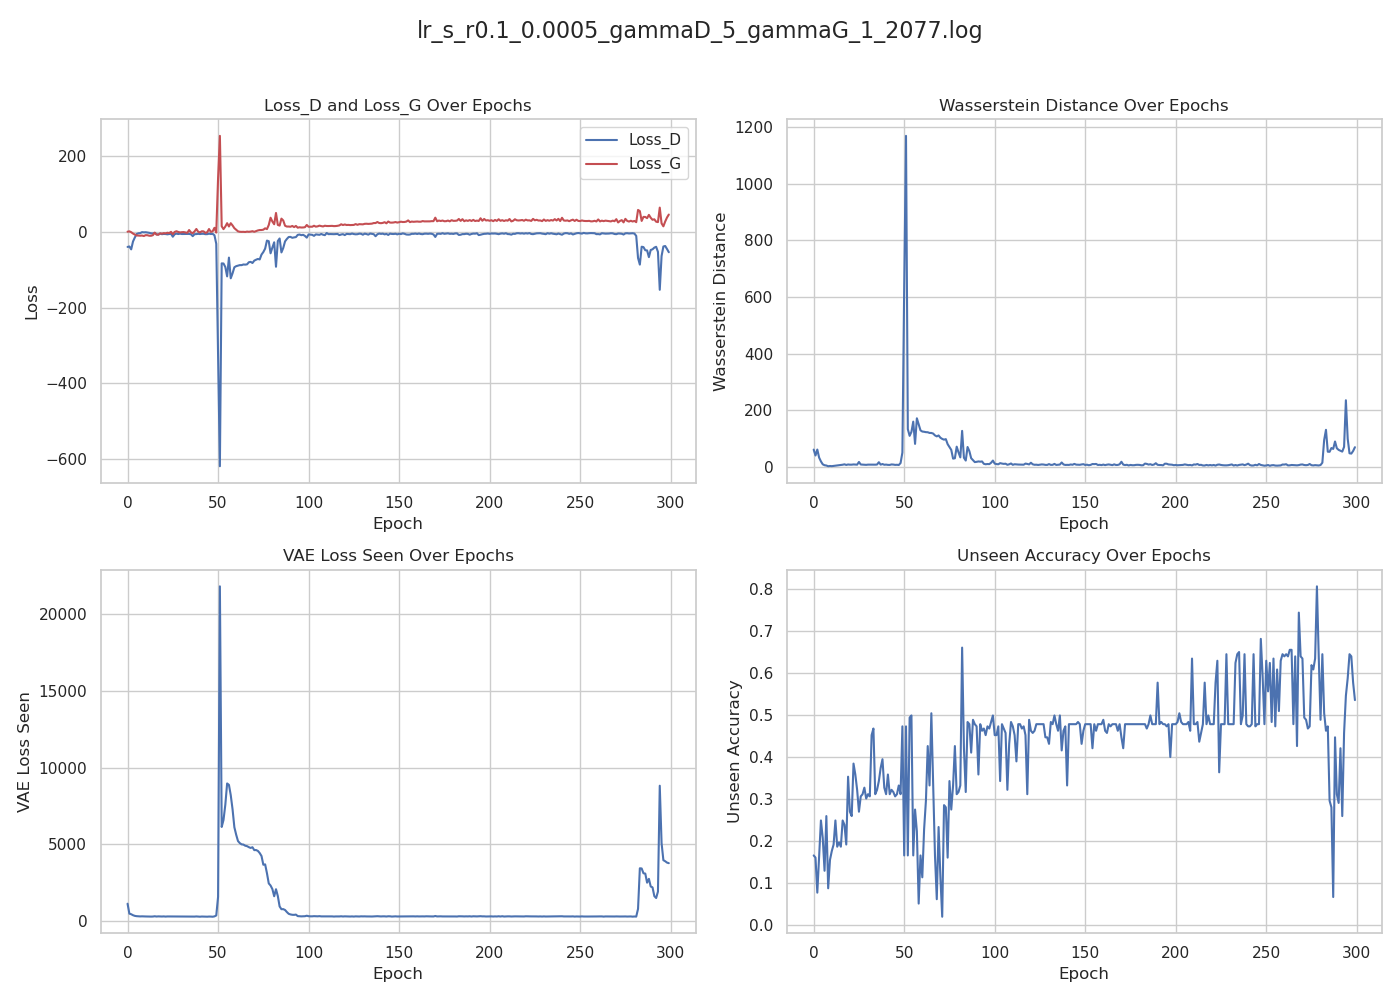 lr_s_r0.1_0.0005_gammaD_5_gammaG_1_2077.log
Loss_D and Loss_G Over Epochs
Loss_D
Loss_G
200
0
−200
−400
−600
Loss
0 50 100 150 200 250 300
Epoch
Wasserstein Distance Over Epochs
1200
1000
800
600
400
200
0
Wasserstein Distance
0 50 100 150 200 250 300
Epoch
VAE Loss Seen Over Epochs
20000
15000
10000
5000
0
VAE Loss Seen
0 50 100 150 200 250 300
Epoch
Unseen Accuracy Over Epochs
0.8
0.7
0.6
0.5
0.4
0.3
0.2
0.1
0.0
Unseen Accuracy
0 50 100 150 200 250 300
Epoch